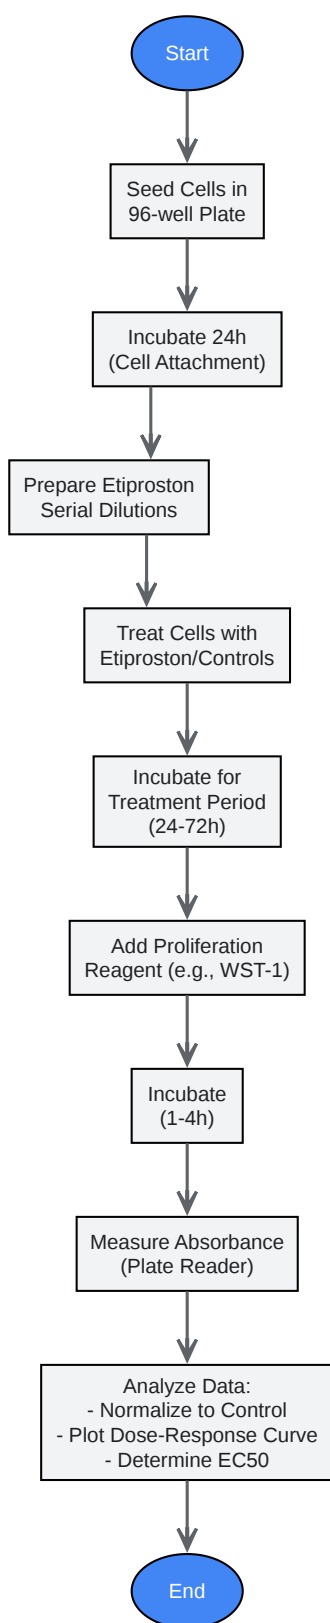 Start
Seed Cells in
96-well Plate
Incubate 24h
(Cell Attachment)
Prepare Etiproston
Serial Dilutions
Treat Cells with
Etiproston/Controls
Incubate for
Treatment Period
(24-72h)
Add Proliferation
Reagent (e.g., WST-1)
Incubate
(1-4h)
Measure Absorbance
(Plate Reader)
Analyze Data:
- Normalize to Control
- Plot Dose-Response Curve
- Determine EC50
End